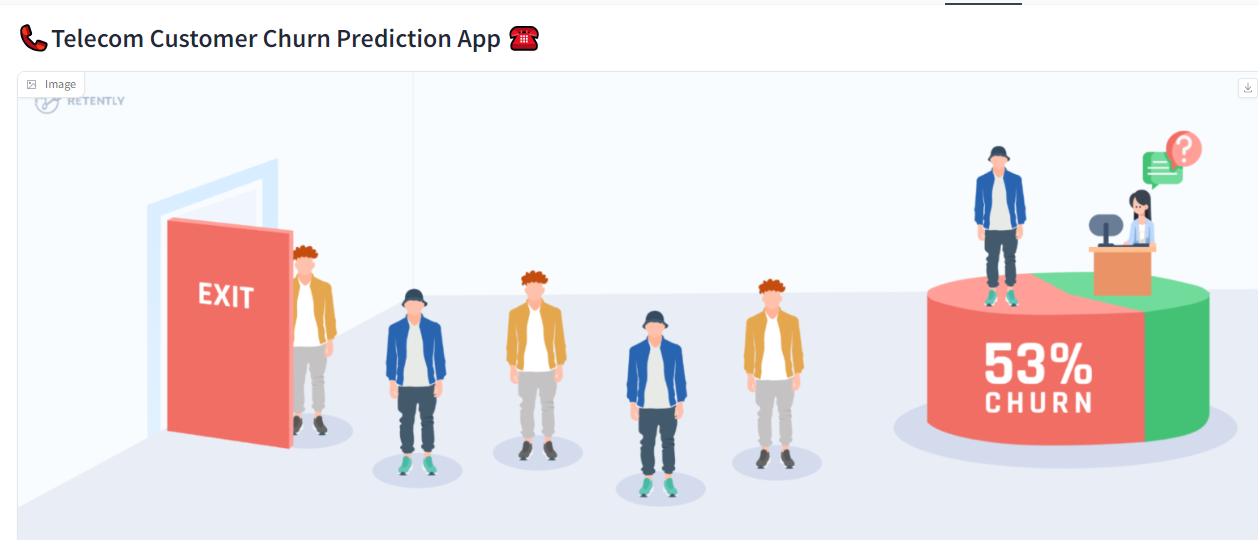 📞Telecom Customer Churn Prediction App ☎️
Image
RETENTLY
EXIT
?
53%
CHURN